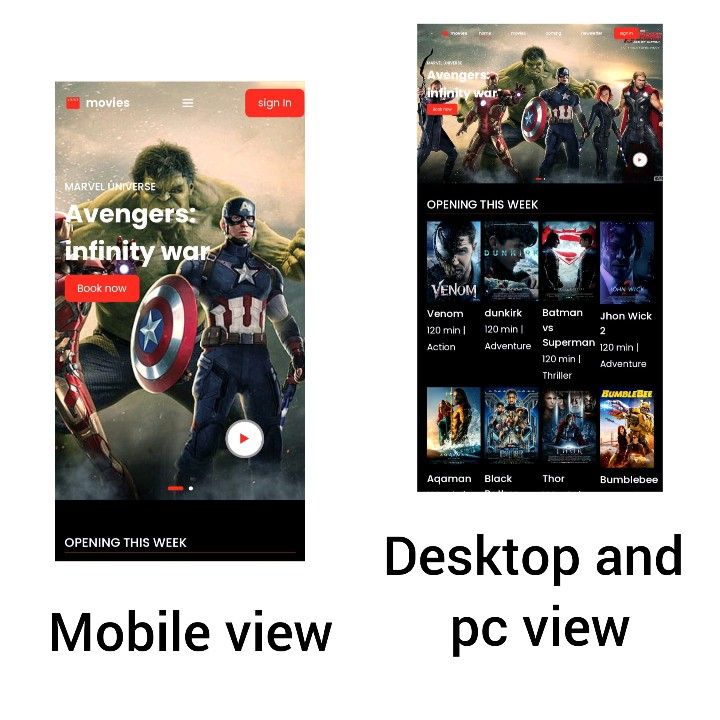 movies
sign in
MARVEL UNIVERSE
Avengers:
infinity war
Book now
OPENING THIS WEEK
Mobile view
movies home movies coming newsletter sign in
MARVEL UNIVERSE
Avengers:
infinity war
Book now
OPENING THIS WEEK
VENOM
DUNKIRK
JOHN WICK
Venom
120 min |
Action
dunkirk
120 min |
Adventure
Batman
vs
Superman
120 min |
Thriller
Jhon Wick
2
120 min |
Adventure
THOR
BUMBLEBEE
Aqaman
Black
Thor
Bumblebee
Desktop and
pc view